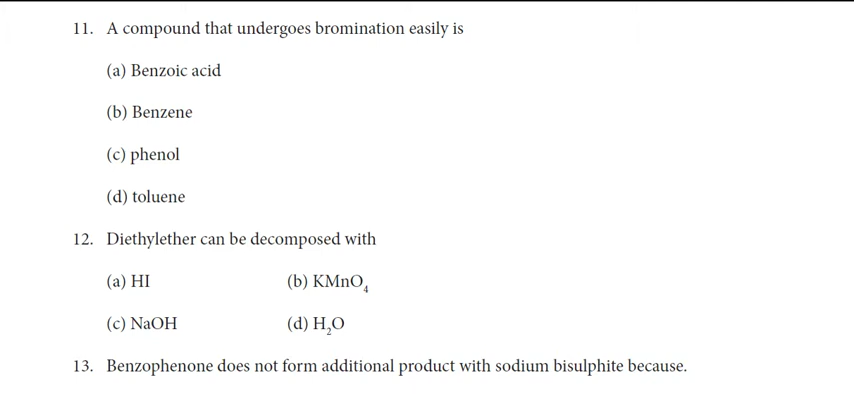 11. A compound that undergoes bromination easily is
(a) Benzoic acid
(b) Benzene
(c) phenol
(d) toluene
12. Diethylether can be decomposed with
(a) HI (b) KMnO₄
(c) NaOH (d) H₂O
13. Benzophenone does not form additional product with sodium bisulphite because.